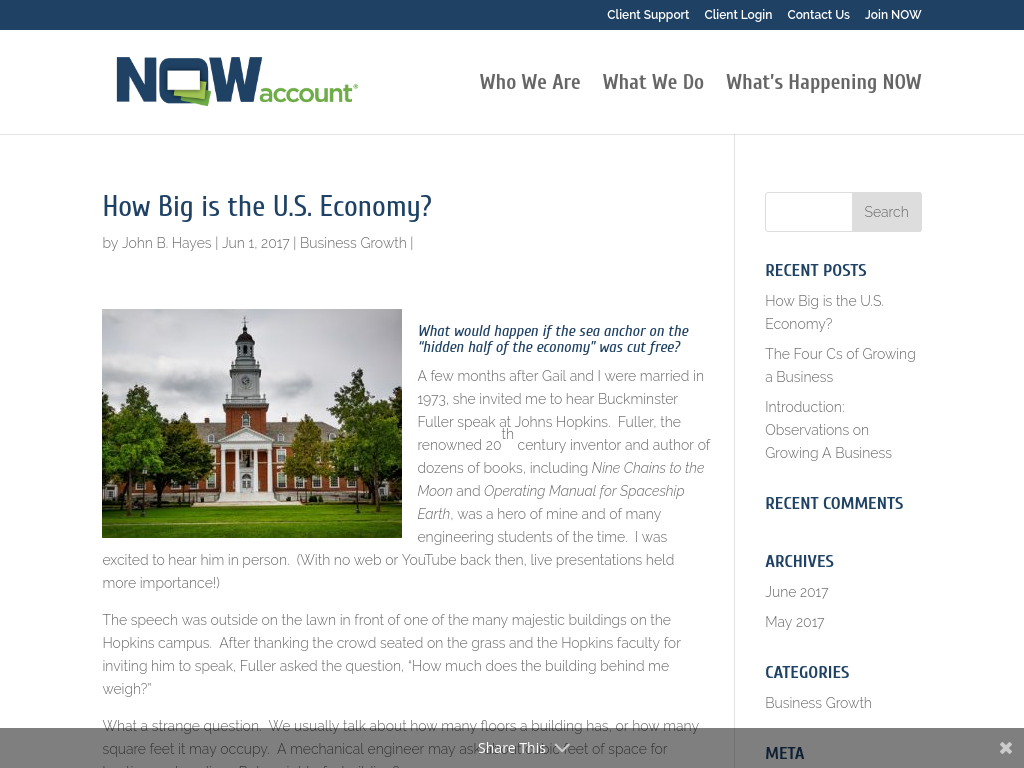 Client Support Client Login Contact Us Join NOW
NOWaccount®
Who We Are What We Do What's Happening NOW
How Big is the U.S. Economy?
by John B. Hayes | Jun 1, 2017 | Business Growth |
What would happen if the sea anchor on the
"hidden half of the economy" was cut free?
A few months after Gail and I were married in
1973, she invited me to hear Buckminster
Fuller speak at Johns Hopkins.  Fuller, the
renowned 20th century inventor and author of
dozens of books, including Nine Chains to the
Moon and Operating Manual for Spaceship
Earth, was a hero of mine and of many
engineering students of the time.  I was
excited to hear him in person.  (With no web or YouTube back then, live presentations held
more importance!)
The speech was outside on the lawn in front of one of the many majestic buildings on the
Hopkins campus.  After thanking the crowd seated on the grass and the Hopkins faculty for
inviting him to speak, Fuller asked the question, "How much does the building behind me
weigh?"
What a strange question.  We usually talk about how many floors a building has, or how many
square feet it may occupy.  A mechanical engineer may ask feet of space for
Share This
Search
RECENT POSTS
How Big is the U.S.
Economy?
The Four Cs of Growing
a Business
Introduction:
Observations on
Growing A Business
RECENT COMMENTS
ARCHIVES
June 2017
May 2017
CATEGORIES
Business Growth
META